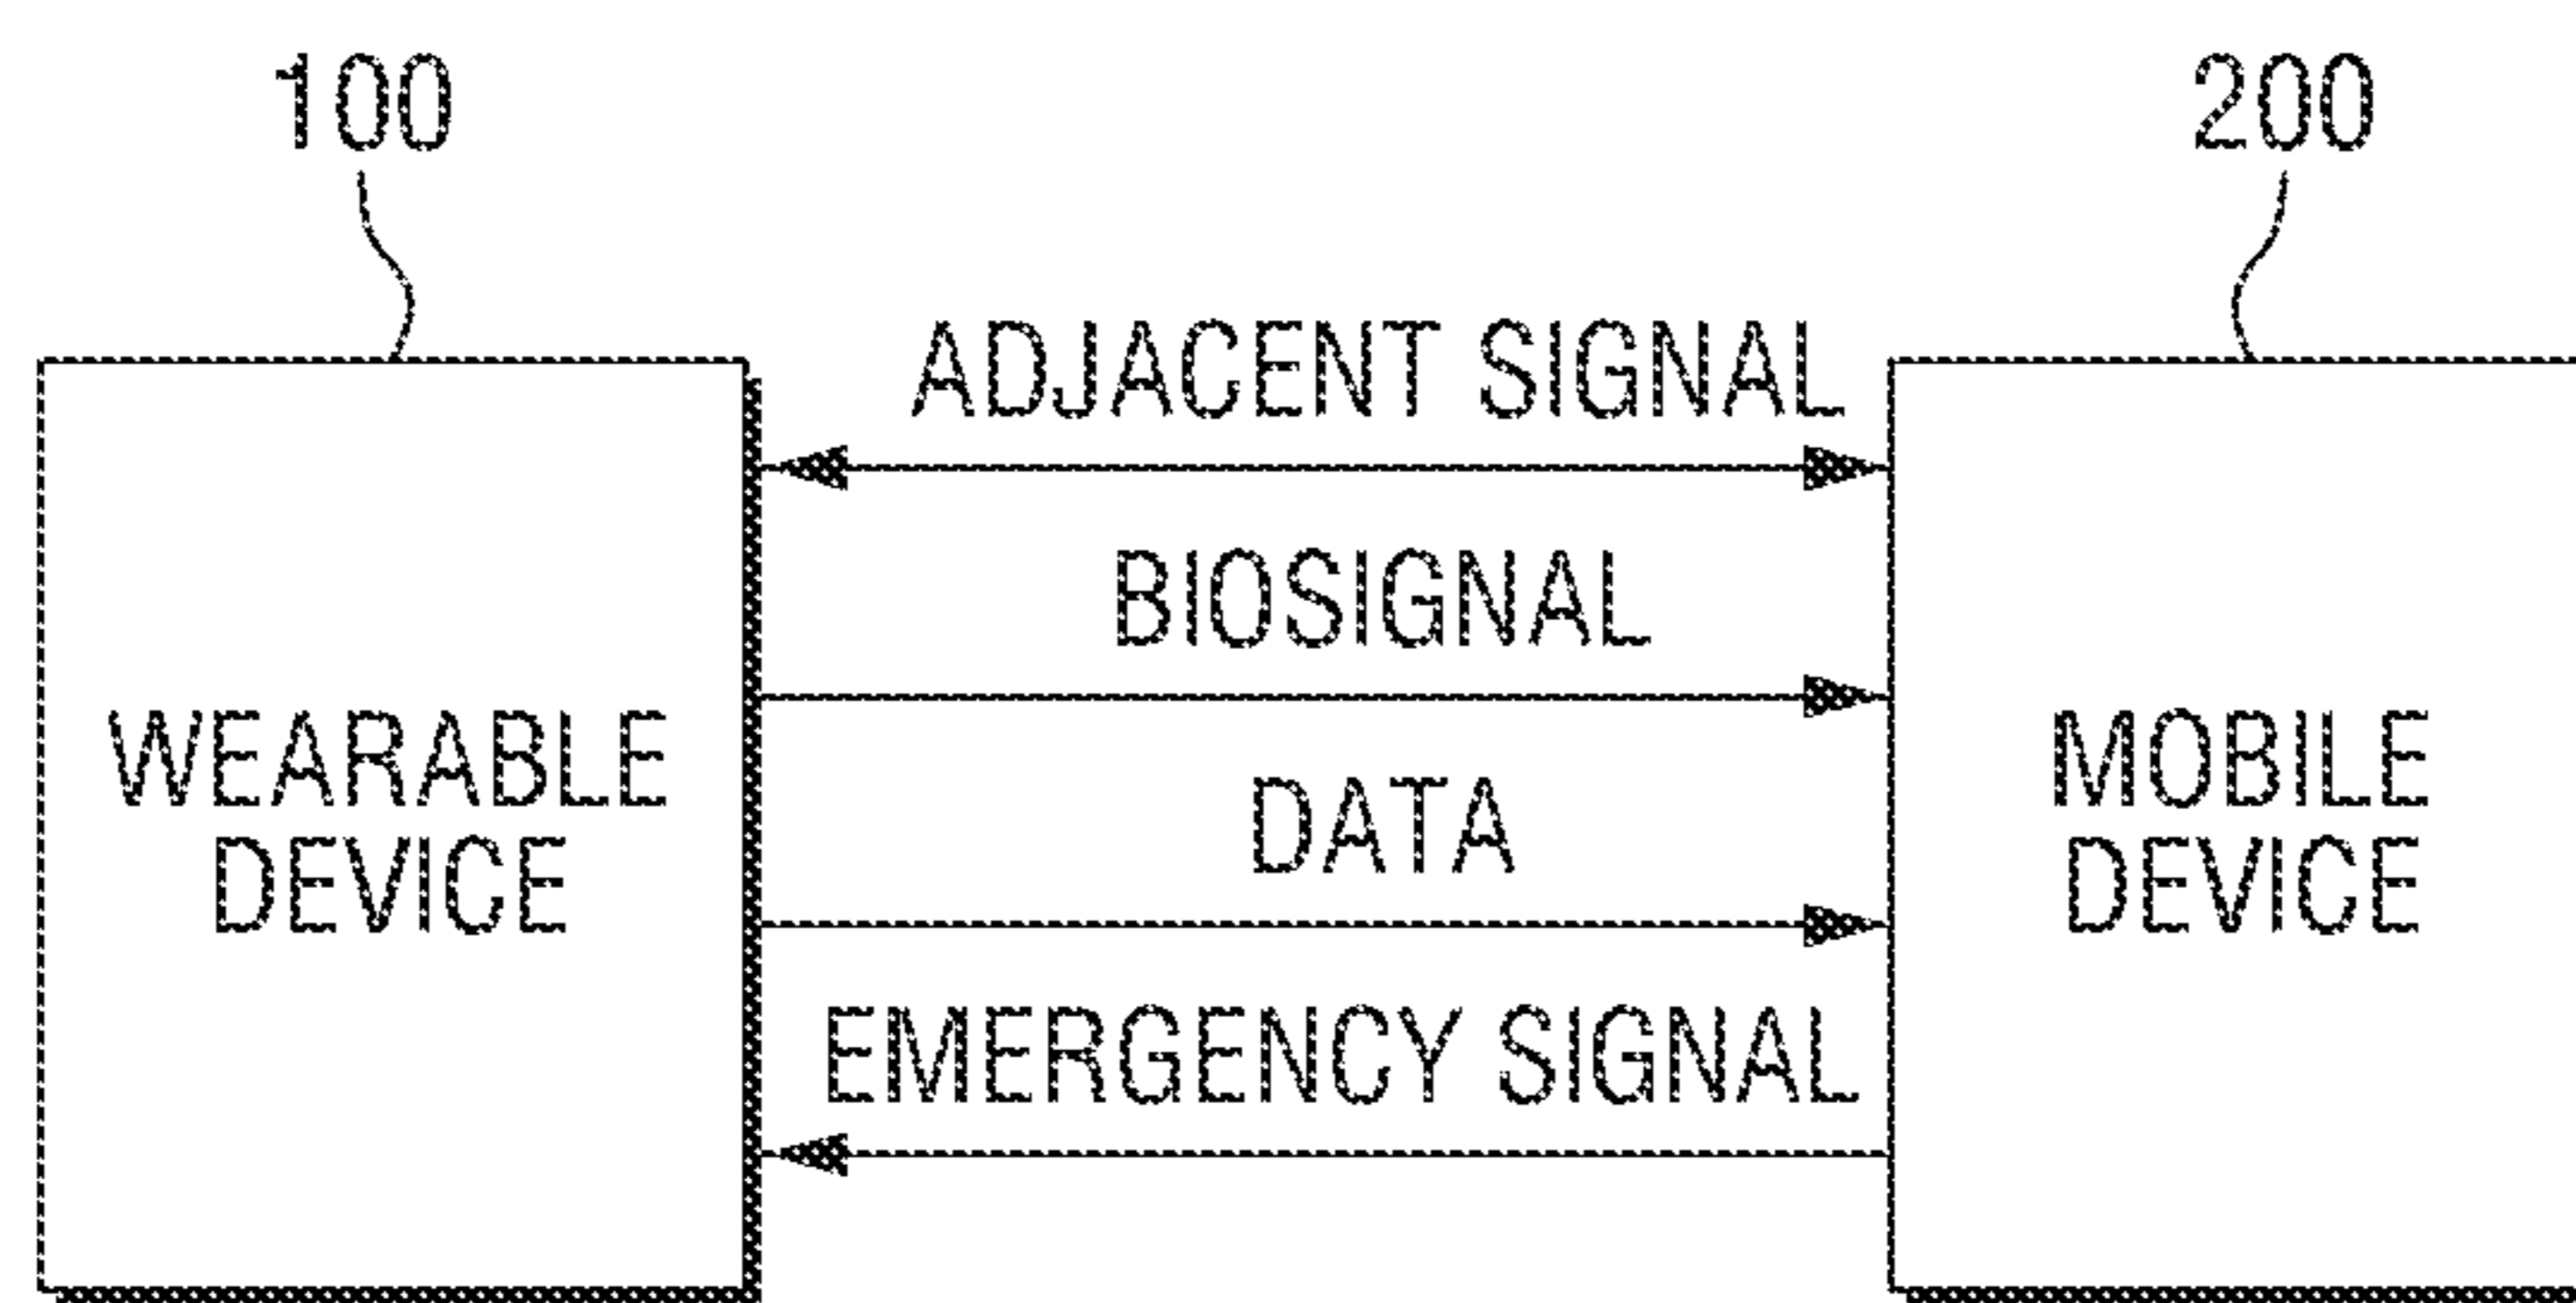 100
200
ADJACENT SIGNAL
BIOSIGNAL
WEARABLE
DEVICE
DATA
MOBILE
DEVICE
EMERGENCY SIGNAL